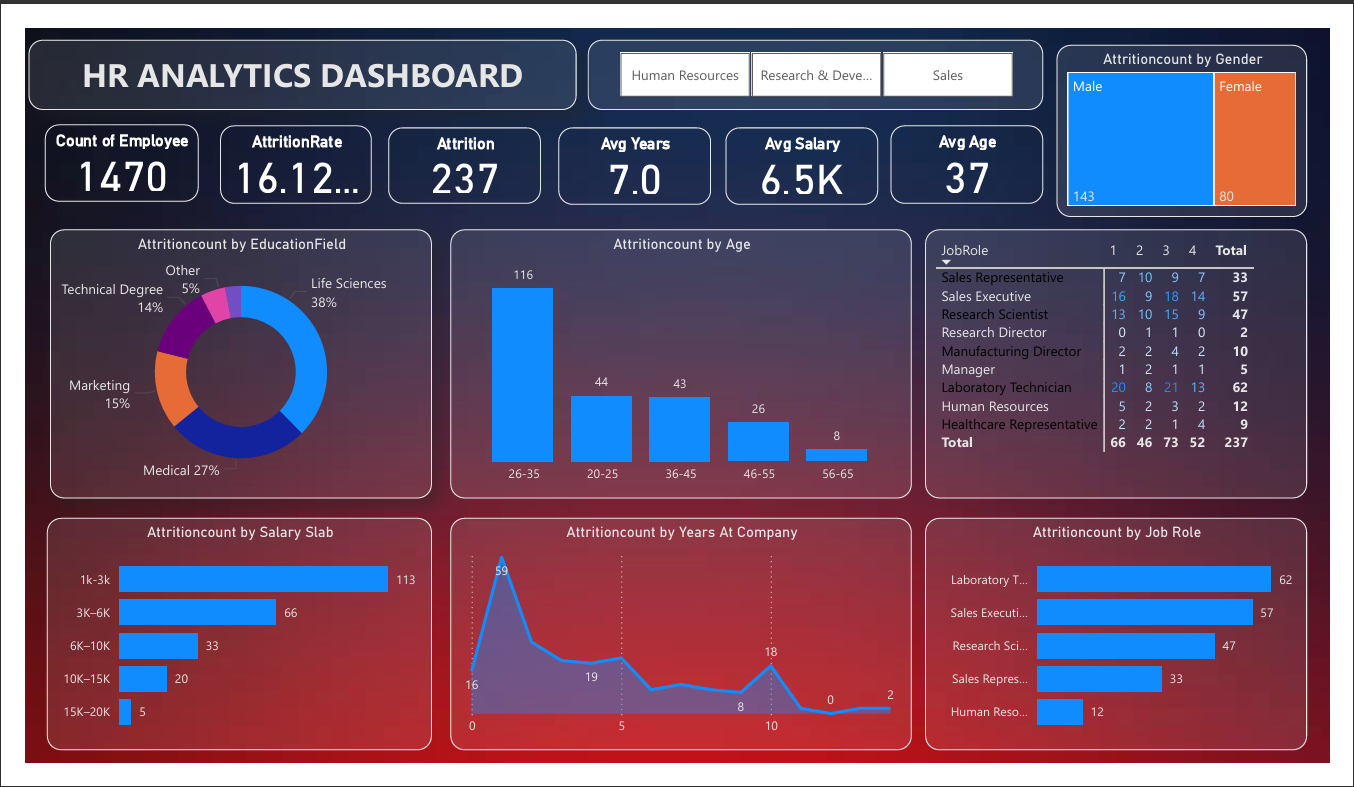 HR ANALYTICS DASHBOARD
Human Resources
Research & Deve...
Sales
Attritioncount by Gender
Male
Female
143
80
Count of Employee
1470
AttritionRate
16.12...
Attrition
237
Avg Years
7.0
Avg Salary
6.5K
Avg Age
37
Attritioncount by EducationField
Other
5%
Life Sciences
38%
Technical Degree
14%
Marketing
15%
Medical 27%
Attritioncount by Age
116
44
43
26
8
26-35
20-25
36-45
46-55
56-65
JobRole 1 2 3 4 Total
Sales Representative 7 10 9 7 33
Sales Executive 16 9 18 14 57
Research Scientist 13 10 15 9 47
Research Director 0 1 1 0 2
Manufacturing Director 2 2 4 2 10
Manager 1 2 1 1 5
Laboratory Technician 20 8 21 13 62
Human Resources 5 2 3 2 12
Healthcare Representative 2 2 1 4 9
Total 66 46 73 52 237
Attritioncount by Salary Slab
1k-3k 113
3K–6K 66
6K–10K 33
10K–15K 20
15K–20K 5
Attritioncount by Years At Company
59
16
19
18
8
0
2
0 5 10
Attritioncount by Job Role
Laboratory T... 62
Sales Executi... 57
Research Sci... 47
Sales Repres... 33
Human Reso... 12